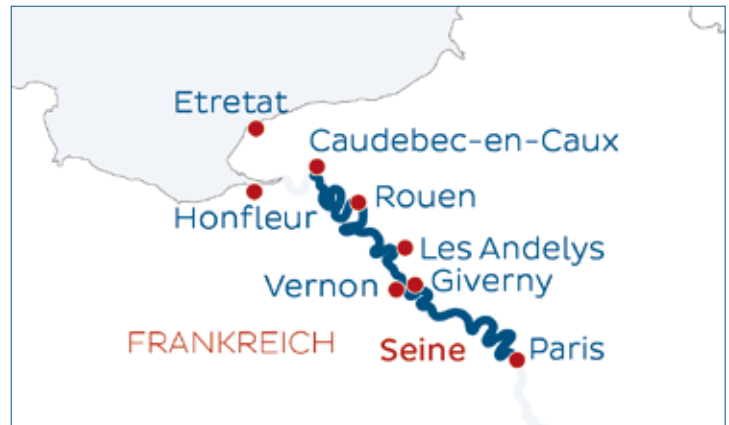 Etretat
Caudebec-en-Caux
Rouen
Honfleur
Les Andelys
Giverny
Vernon
FRANKREICH
Seine
Paris